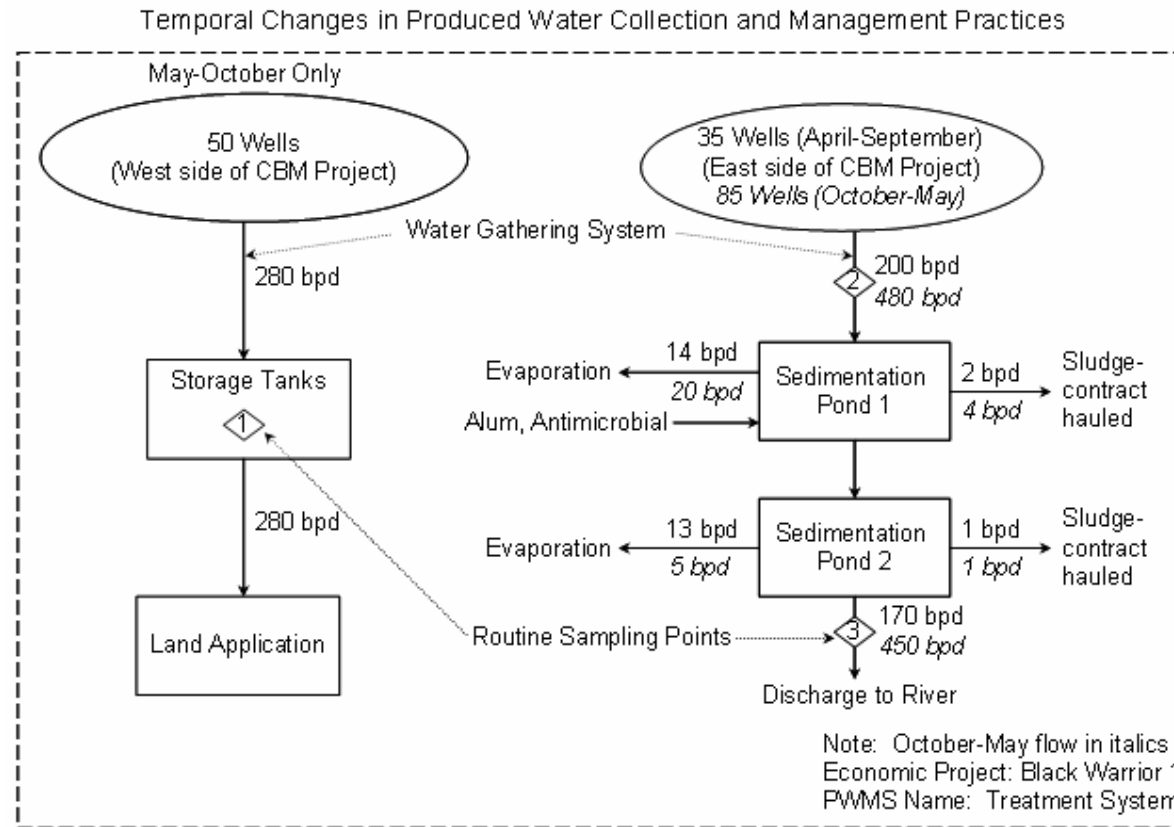 Temporal Changes in Produced Water Collection and Management Practices
May-October Only
50 Wells
(West side of CBM Project)
35 Wells (April-September)
(East side of CBM Project)
85 Wells (October-May)
Water Gathering System
280 bpd
2
200 bpd
480 bpd
Storage Tanks
1
Evaporation
14 bpd
20 bpd
Alum, Antimicrobial
Sedimentation
Pond 1
2 bpd
4 bpd
Sludge-
contract
hauled
280 bpd
Evaporation
13 bpd
5 bpd
Sedimentation
Pond 2
1 bpd
1 bpd
Sludge-
contract
hauled
Land Application
Routine Sampling Points
3
170 bpd
450 bpd
Discharge to River
Note: October-May flow in italics
Economic Project: Black Warrior 1
PWMS Name: Treatment System